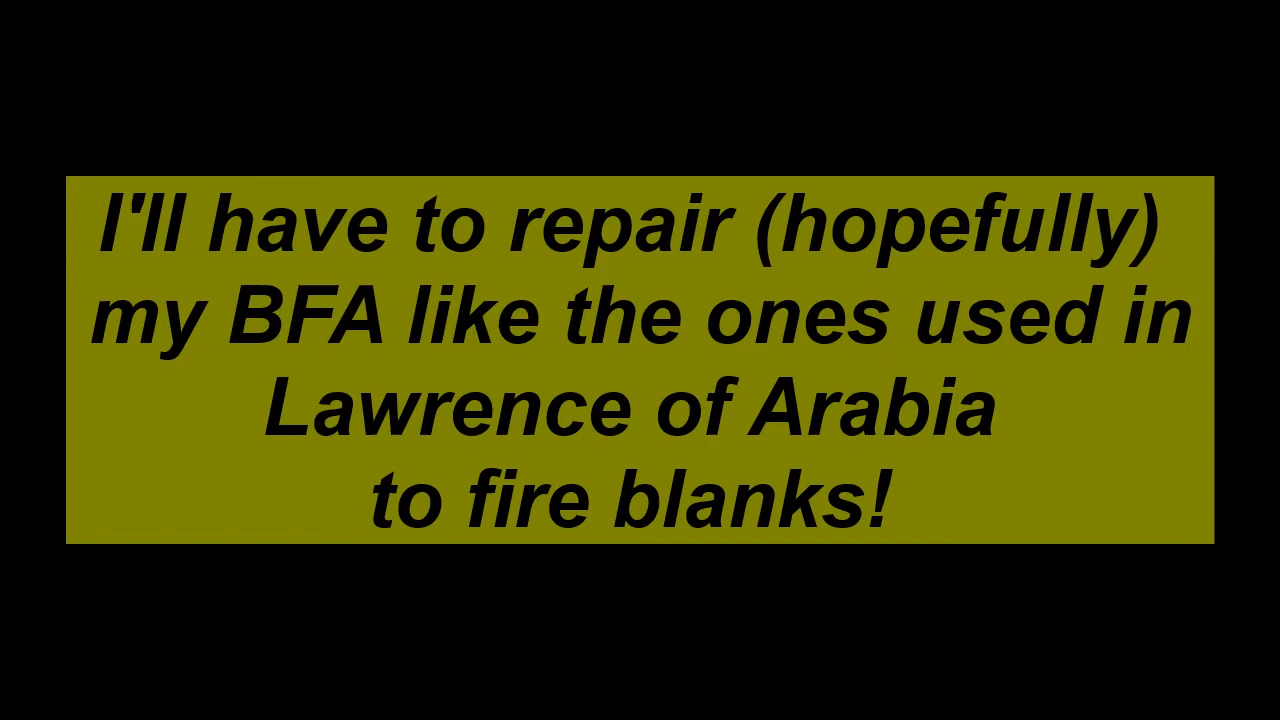 I'll have to repair (hopefully)
my BFA like the ones used in
Lawrence of Arabia
to fire blanks!